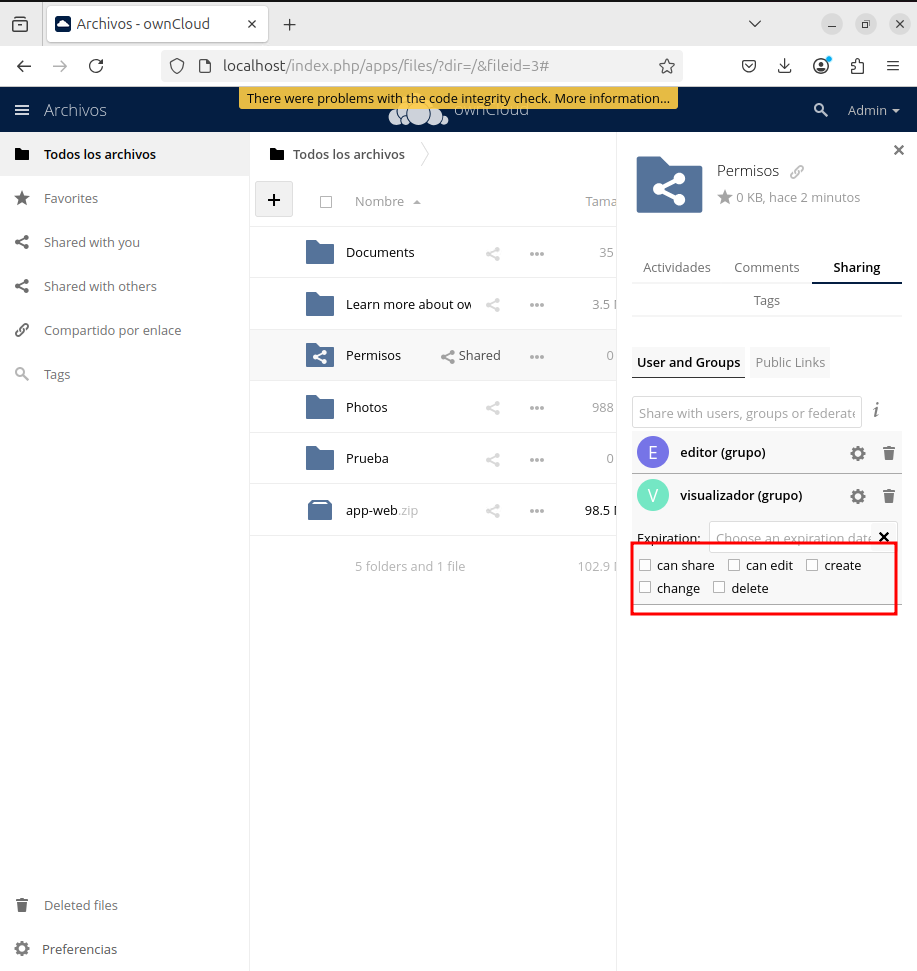 Archivos - ownCloud
localhost/index.php/apps/files/?dir=/&fileid=3#
There were problems with the code integrity check. More information...
Archivos
ownCloud
Admin
Todos los archivos
Favorites
Shared with you
Shared with others
Compartido por enlace
Tags
Deleted files
Preferencias
Todos los archivos
+ Nombre Tama
Documents 35
Learn more about ow 3.5
Permisos Shared 0
Photos 988
Prueba 0
app-web.zip 98.5
5 folders and 1 file 102.9
Permisos
0 KB, hace 2 minutos
Actividades Comments Sharing
Tags
User and Groups Public Links
Share with users, groups or federate i
E editor (grupo)
V visualizador (grupo)
Expiration: Choose an expiration date
can share can edit create
change delete